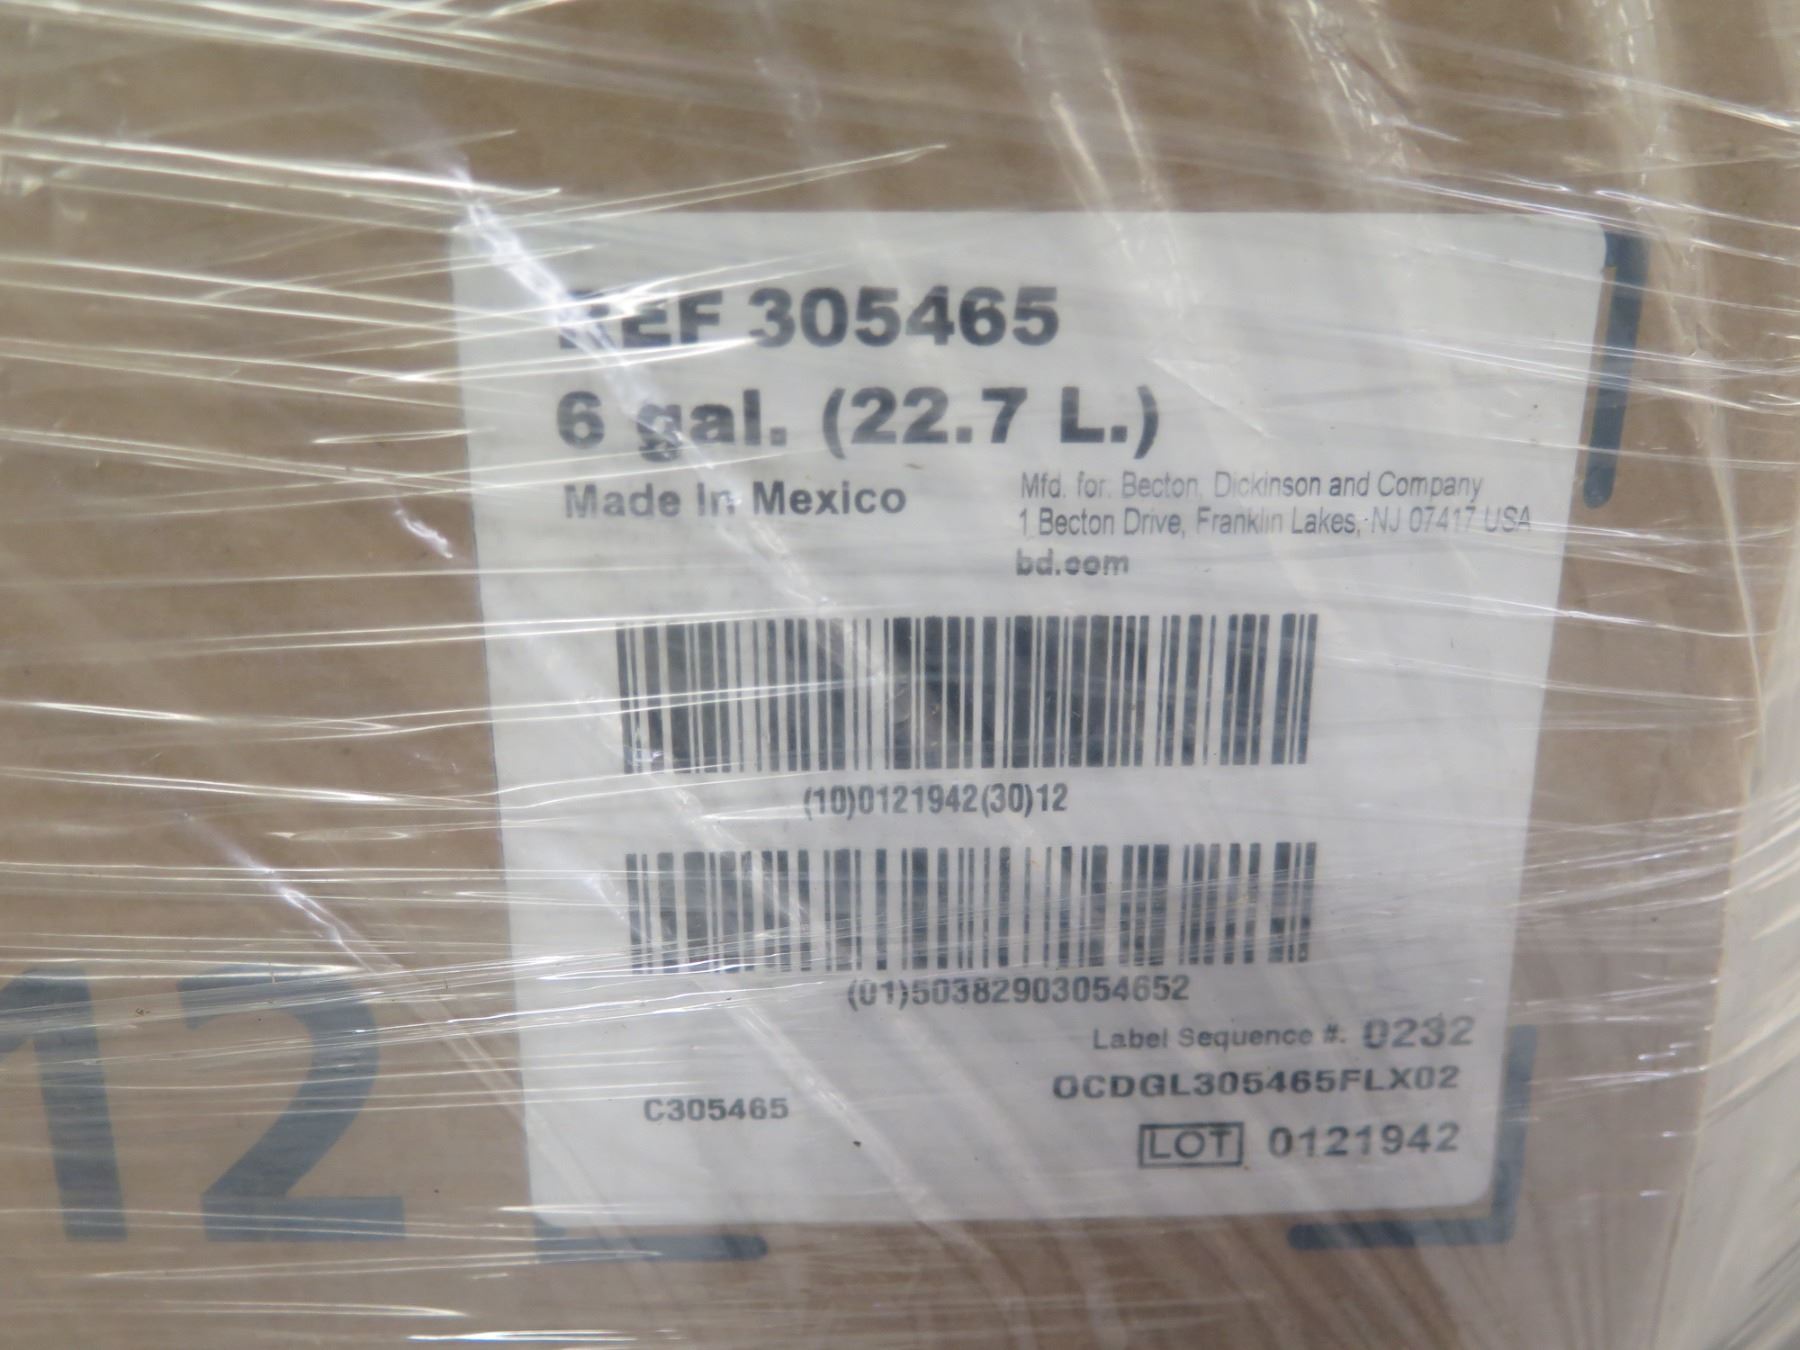 REF 305465
6 gal. (22.7 L.)
Made In Mexico
Mfd. for: Becton, Dickinson and Company
1 Becton Drive, Franklin Lakes, NJ 07417 USA
bd.com
(10)0121942(30)12
(01)50382903054652
Label Sequence #: 0232
OCDGL305465FLX02
C305465
LOT 0121942
12